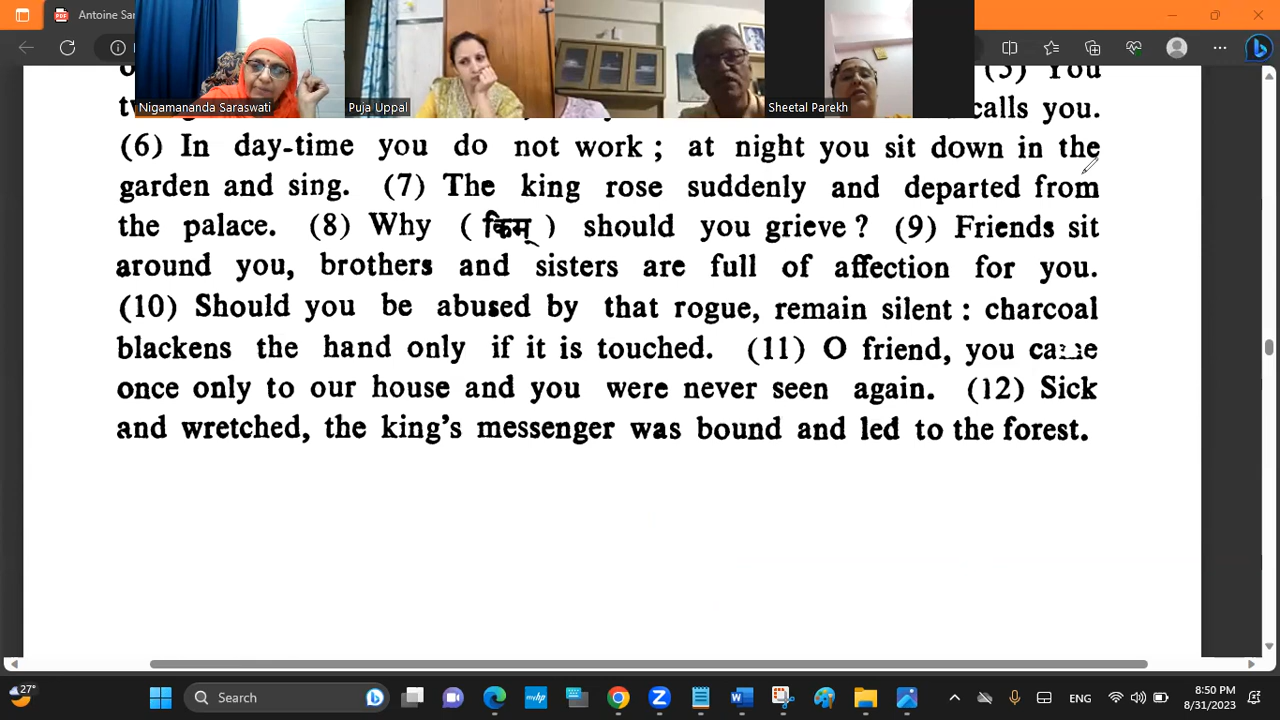 Antoine Sar
Nigamananda Saraswati
Puja Uppal
Sheetal Parekh
(5) You
calls you.
(6) In day-time you do not work ; at night you sit down in the
garden and sing. (7) The king rose suddenly and departed from
the palace. (8) Why ( किम् ) should you grieve ? (9) Friends sit
around you, brothers and sisters are full of affection for you.
(10) Should you be abused by that rogue, remain silent : charcoal
blackens the hand only if it is touched. (11) O friend, you came
once only to our house and you were never seen again. (12) Sick
and wretched, the king's messenger was bound and led to the forest.
27°
Search
ENG
8:50 PM
8/31/2023